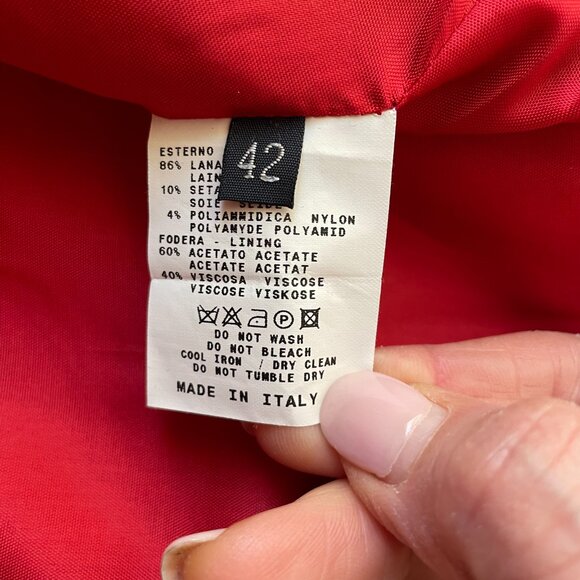 42
ESTERNO
86% LANA
LAIN
10% SETA
SOIE
4% POLIAMMIDICA NYLON
POLYAMYDE POLYAMID
FODERA - LINING
60% ACETATO ACETATE
ACETATE ACETAT
40% VISCOSA VISCOSE
VISCOSE VISKOSE
P
DO NOT WASH
DO NOT BLEACH
COOL IRON / DRY CLEAN
DO NOT TUMBLE DRY
MADE IN ITALY